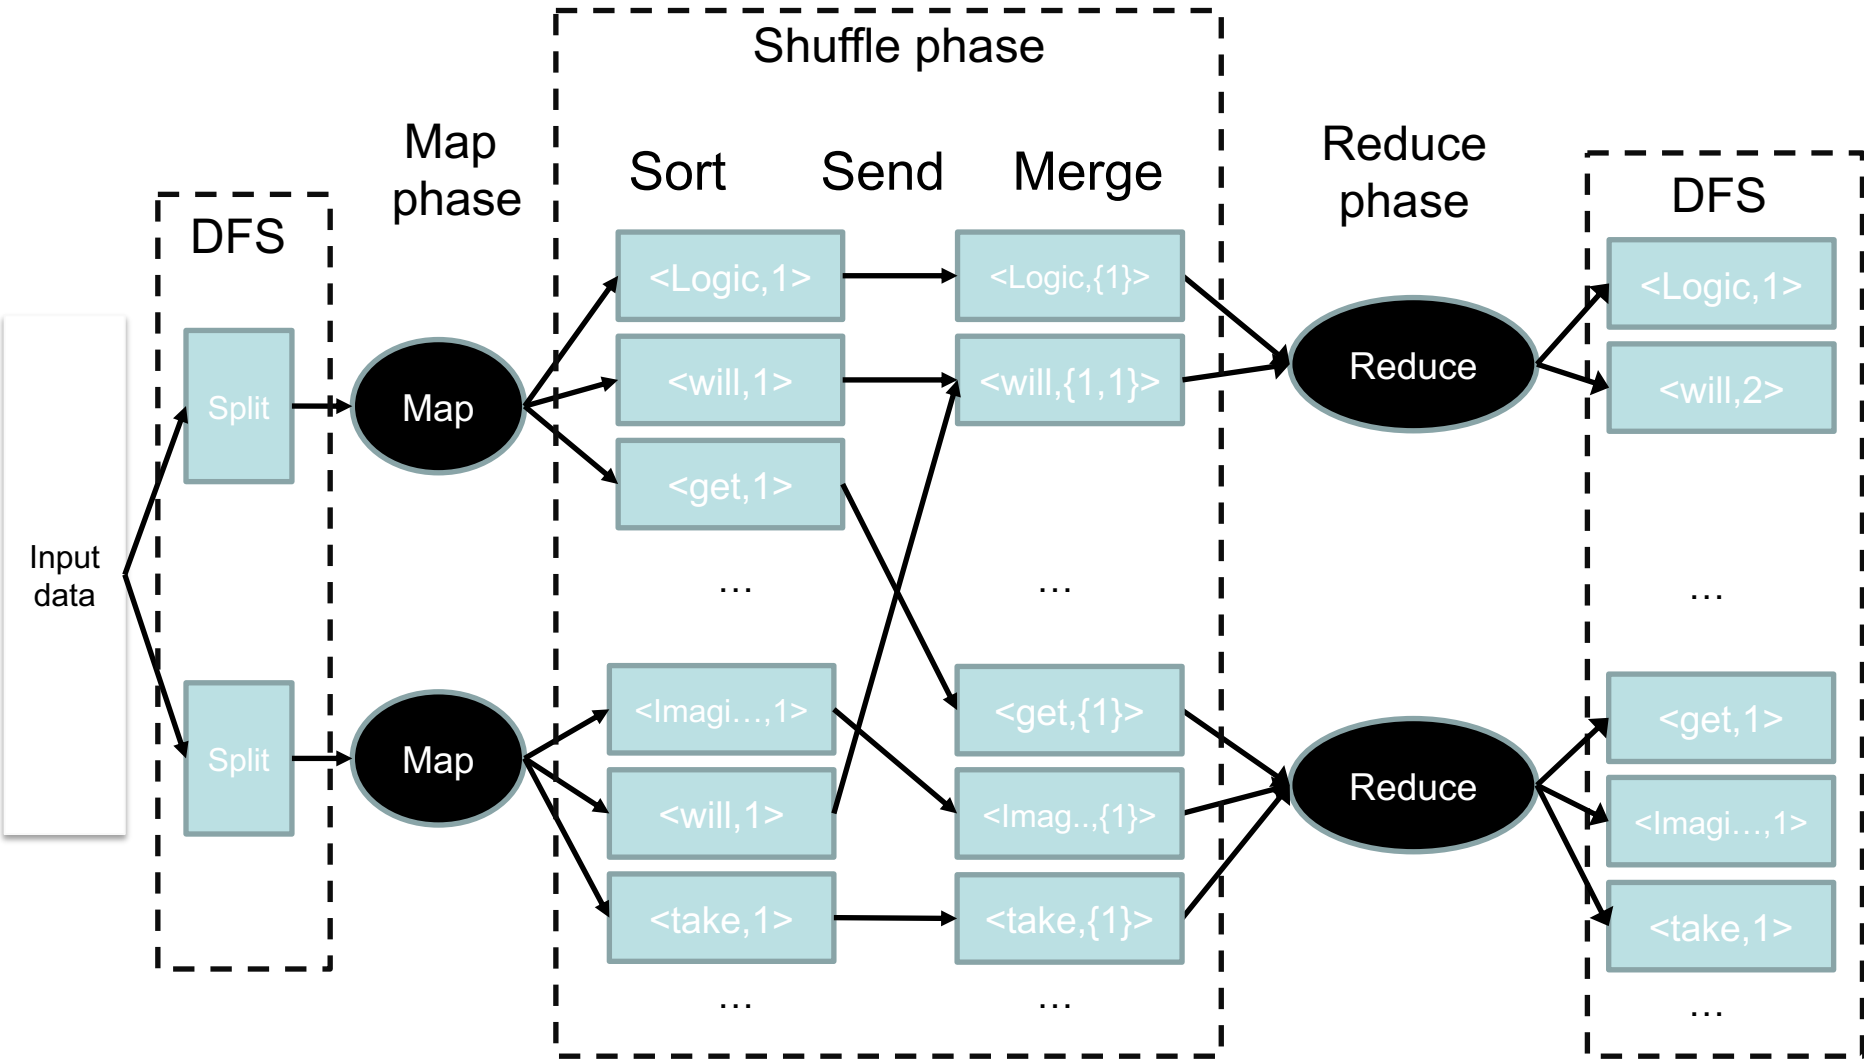 Shuffle phase
Map
phase
Sort
Send
Merge
Reduce
phase
DFS
DFS
Input
data
Split
Split
Map
Map
<Logic,1>
<will,1>
<get,1>
...
<Imagi...,1>
<will,1>
<take,1>
...
<Logic,{1}>
<will,{1,1}>
...
<get,{1}>
<Imag..,{1}>
<take,{1}>
...
Reduce
Reduce
<Logic,1>
<will,2>
...
<get,1>
<Imagi...,1>
<take,1>
...